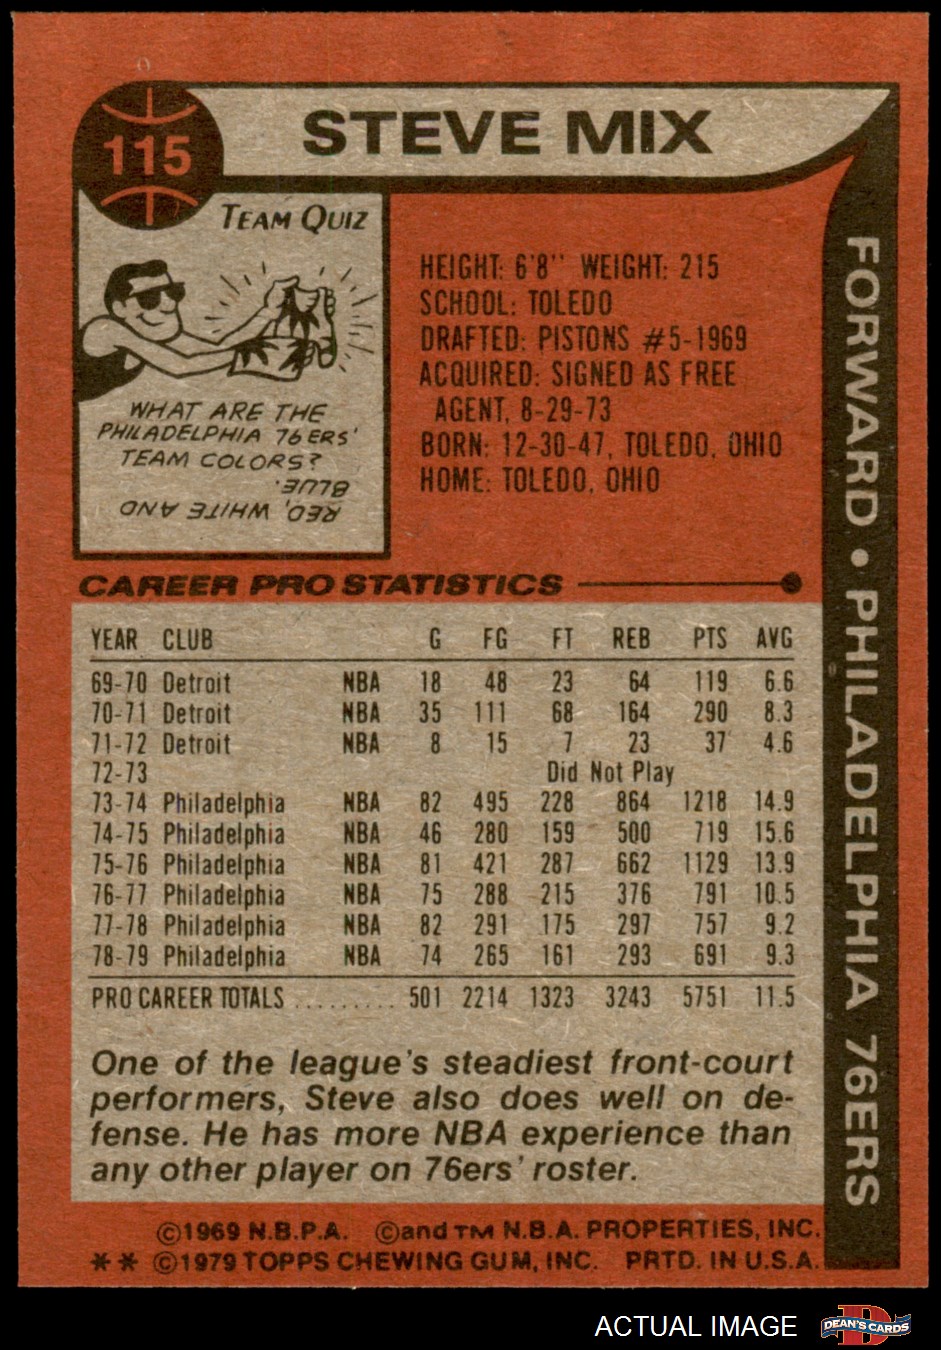 115
STEVE MIX
TEAM QUIZ
WHAT ARE THE
PHILADELPHIA 76ERS'
TEAM COLORS?
RED, WHITE AND
BLUE.
HEIGHT: 6'8" WEIGHT: 215
SCHOOL: TOLEDO
DRAFTED: PISTONS #5-1969
ACQUIRED: SIGNED AS FREE
AGENT, 8-29-73
BORN: 12-30-47, TOLEDO, OHIO
HOME: TOLEDO, OHIO
FORWARD • PHILADELPHIA 76ERS
CAREER PRO STATISTICS
YEAR CLUB G FG FT REB PTS AVG
69-70 Detroit NBA 18 48 23 64 119 6.6
70-71 Detroit NBA 35 111 68 164 290 8.3
71-72 Detroit NBA 8 15 7 23 37 4.6
72-73 Did Not Play
73-74 Philadelphia NBA 82 495 228 864 1218 14.9
74-75 Philadelphia NBA 46 280 159 500 719 15.6
75-76 Philadelphia NBA 81 421 287 662 1129 13.9
76-77 Philadelphia NBA 75 288 215 376 791 10.5
77-78 Philadelphia NBA 82 291 175 297 757 9.2
78-79 Philadelphia NBA 74 265 161 293 691 9.3
PRO CAREER TOTALS ......... 501 2214 1323 3243 5751 11.5
One of the league's steadiest front-court
performers, Steve also does well on de-
fense. He has more NBA experience than
any other player on 76ers' roster.
©1969 N.B.P.A. ©and TM N.B.A. PROPERTIES, INC.
** ©1979 TOPPS CHEWING GUM, INC. PRTD. IN U.S.A.
ACTUAL IMAGE
D
DEAN'S CARDS